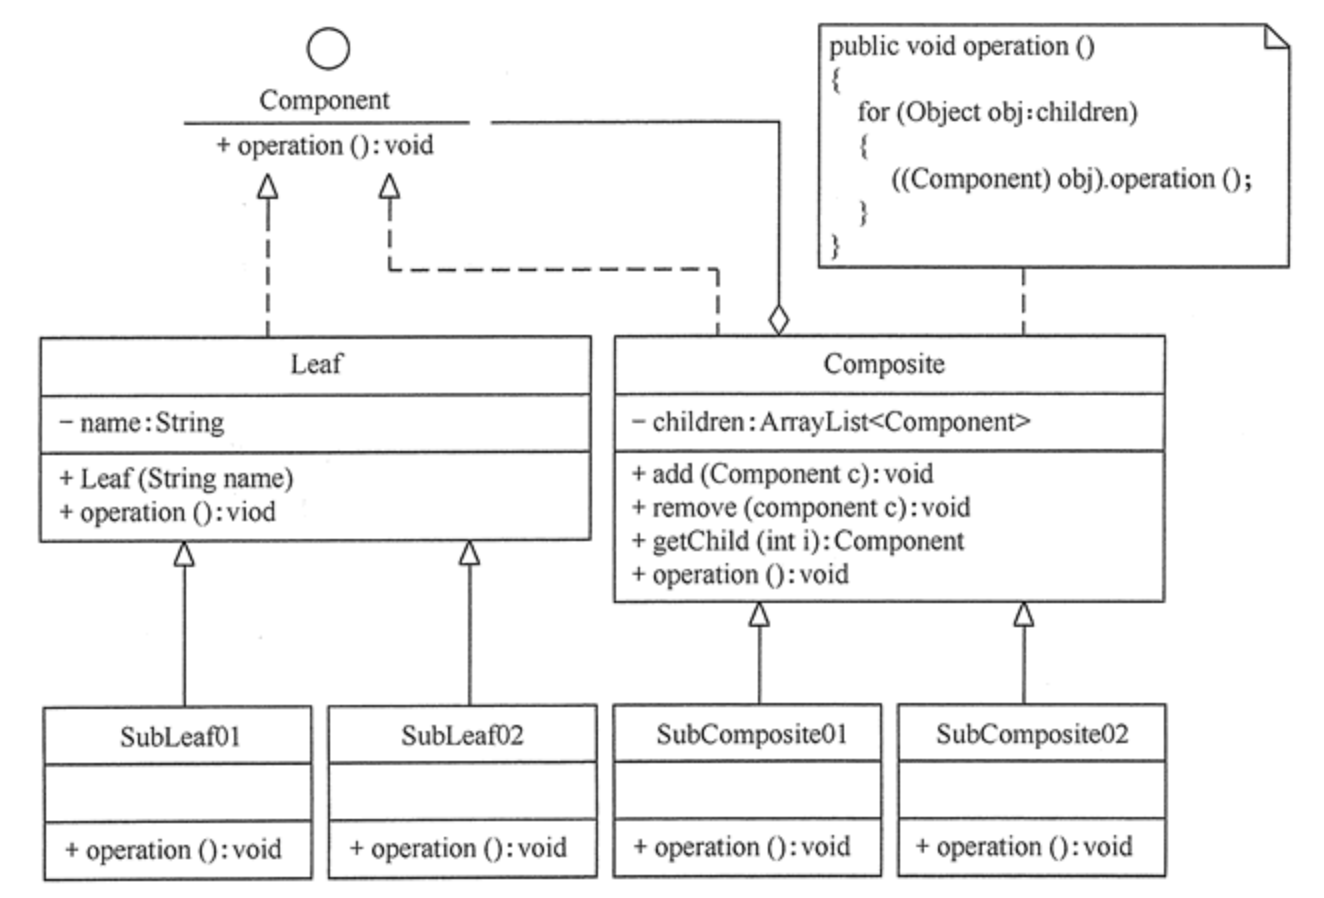 Component
+ operation (): void
public void operation ()
{
for (Object obj:children)
{
((Component) obj).operation ();
}
}
Leaf
− name:String
+ Leaf (String name)
+ operation ():viod
Composite
− children:ArrayList<Component>
+ add (Component c): void
+ remove (component c): void
+ getChild (int i): Component
+ operation (): void
SubLeaf01
+ operation (): void
SubLeaf02
+ operation (): void
SubComposite01
+ operation (): void
SubComposite02
+ operation (): void